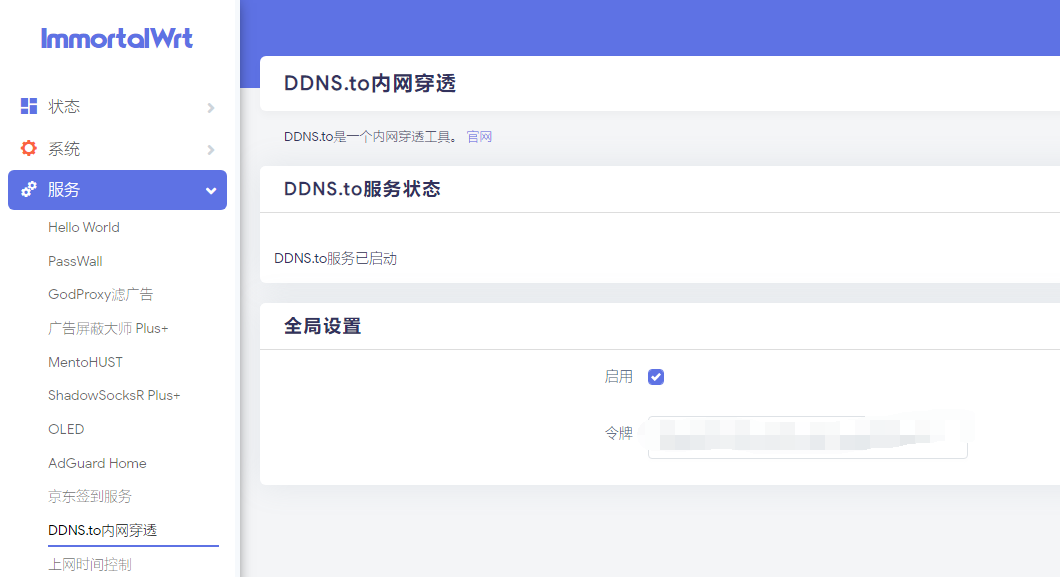 ImmortalWrt
状态
系统
服务
Hello World
PassWall
GodProxy滤广告
广告屏蔽大师 Plus+
MentoHUST
ShadowSocksR Plus+
OLED
AdGuard Home
京东签到服务
DDNS.to内网穿透
上网时间控制
DDNS.to内网穿透
DDNS.to是一个内网穿透工具。 官网
DDNS.to服务状态
DDNS.to服务已启动
全局设置
启用
令牌